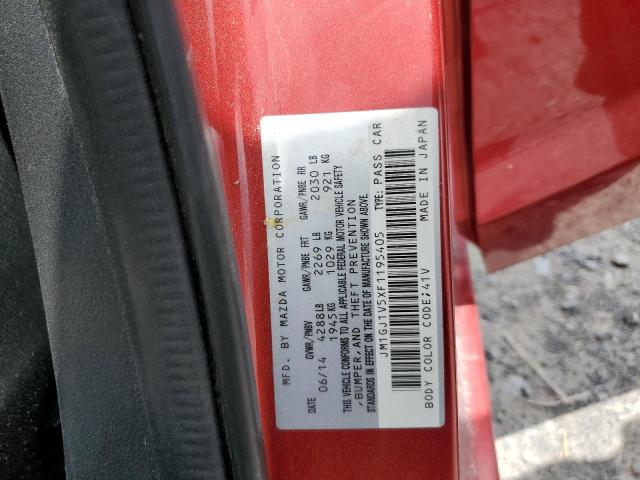 MFD. BY MAZDA MOTOR CORPORATION
DATE GVWR/PNBV GAWR/PNBE FRT GAWR/PNBE RR
06/14 4288LB 2269 LB 2030 LB
1945KG 1029 KG 921 KG
THIS VEHICLE CONFORMS TO ALL APPLICABLE FEDERAL MOTOR VEHICLE SAFETY
,BUMPER,AND THEFT PREVENTION
STANDARDS IN EFFECT ON THE DATE OF MANUFACTURE SHOWN ABOVE.
JM1GJ1V5XF1195405 TYPE: PASS CAR
BODY COLOR CODE;41V MADE IN JAPAN